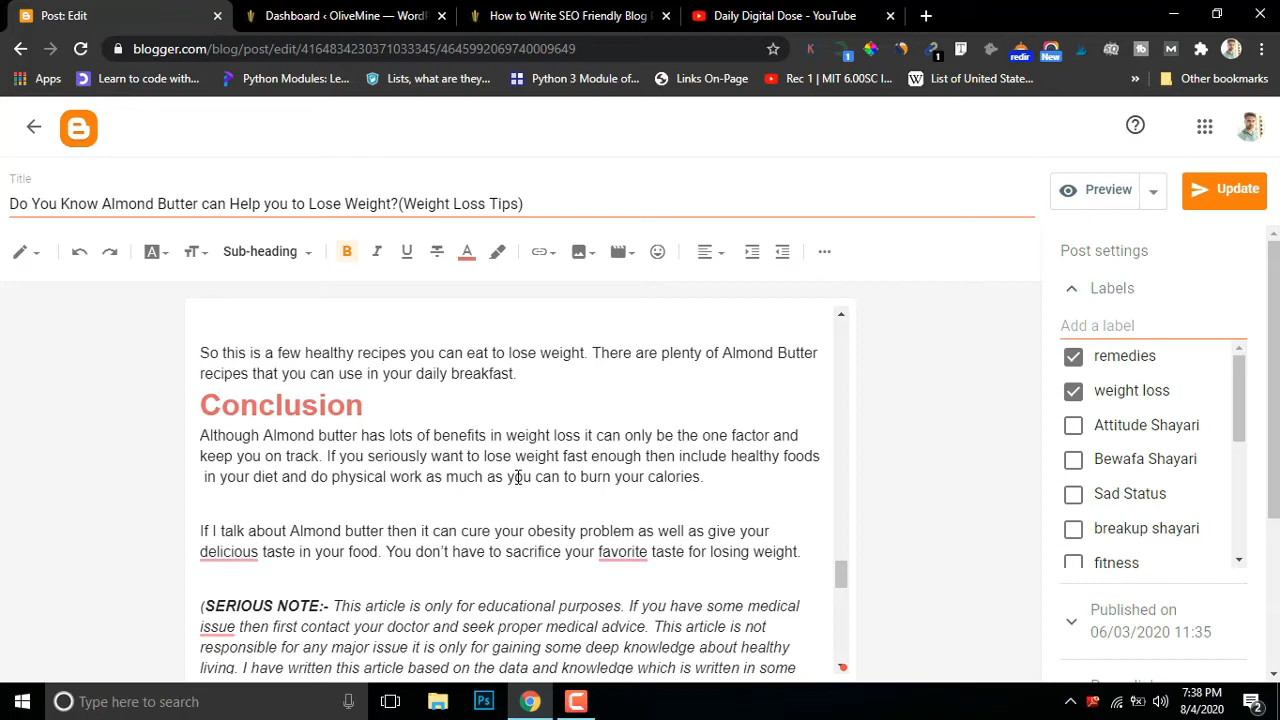 Post: Edit
Dashboard ‹ OliveMine — WordP
How to Write SEO Friendly Blog P
Daily Digital Dose - YouTube
blogger.com/blog/post/edit/4164834230371033345/4645992069740009649
1
1
redir
New
Apps
Learn to code with...
Python Modules: Le...
Lists, what are they...
Python 3 Module of...
Links On-Page
Rec 1 | MIT 6.00SC I...
List of United State...
»
Other bookmarks
Title
Do You Know Almond Butter can Help you to Lose Weight?(Weight Loss Tips)
Preview
Update
Sub-heading
B
Post settings
Labels
Add a label
remedies
weight loss
Attitude Shayari
Bewafa Shayari
Sad Status
breakup shayari
fitness
So this is a few healthy recipes you can eat to lose weight. There are plenty of Almond Butter
recipes that you can use in your daily breakfast.
Conclusion
Although Almond butter has lots of benefits in weight loss it can only be the one factor and
keep you on track. If you seriously want to lose weight fast enough then include healthy foods
in your diet and do physical work as much as you can to burn your calories.
If I talk about Almond butter then it can cure your obesity problem as well as give your
delicious taste in your food. You don’t have to sacrifice your favorite taste for losing weight.
(SERIOUS NOTE:- This article is only for educational purposes. If you have some medical
issue then first contact your doctor and seek proper medical advice. This article is not
responsible for any major issue it is only for gaining some deep knowledge about healthy
living. I have written this article based on the data and knowledge which is written in some
Published on
06/03/2020 11:35
Type here to search
Ps
7:38 PM
8/4/2020
2